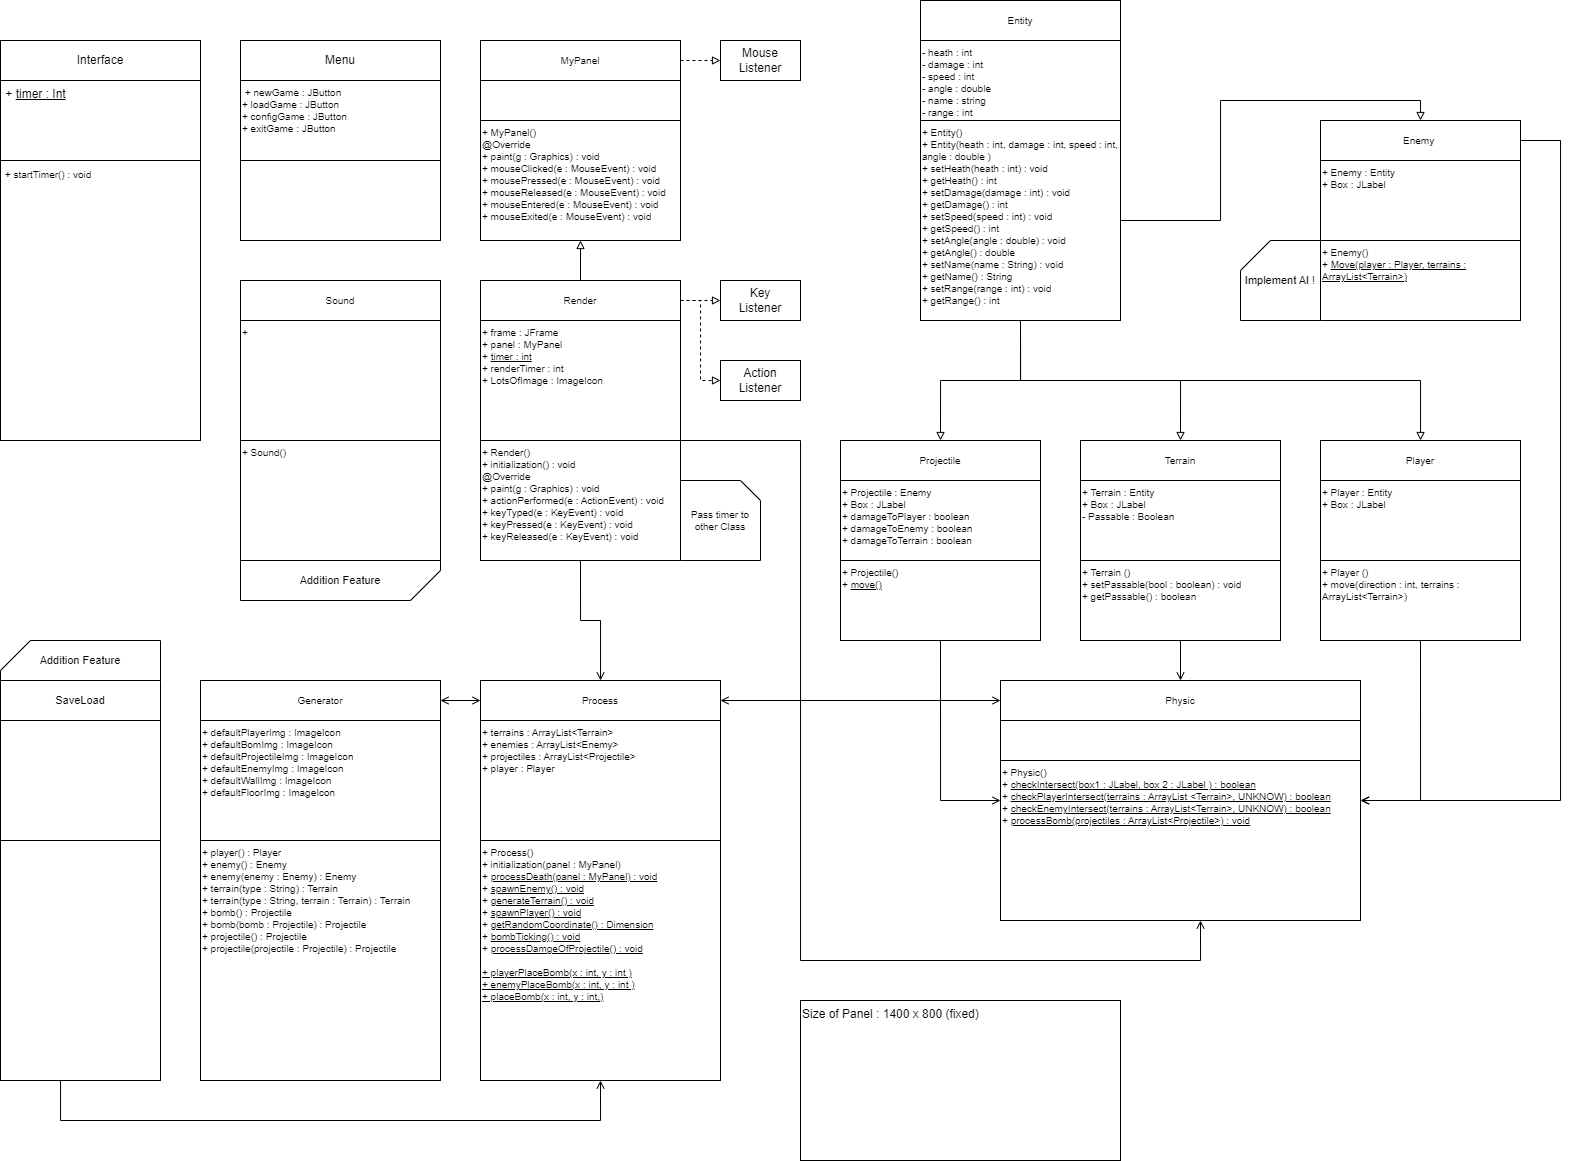 Interface
+ timer : Int
+ startTimer() : void
Menu
+ newGame : JButton
+ loadGame : JButton
+ configGame : JButton
+ exitGame : JButton
MyPanel
+ MyPanel()
@Override
+ paint(g : Graphics) : void
+ mouseClicked(e : MouseEvent) : void
+ mousePressed(e : MouseEvent) : void
+ mouseReleased(e : MouseEvent) : void
+ mouseEntered(e : MouseEvent) : void
+ mouseExited(e : MouseEvent) : void
Mouse
Listener
Entity
- heath : int
- damage : int
- speed : int
- angle : double
- name : string
- range : int
+ Entity()
+ Entity(heath : int, damage : int, speed : int,
angle : double )
+ setHeath(heath : int) : void
+ getHeath() : int
+ setDamage(damage : int) : void
+ getDamage() : int
+ setSpeed(speed : int) : void
+ getSpeed() : int
+ setAngle(angle : double) : void
+ getAngle() : double
+ setName(name : String) : void
+ getName() : String
+ setRange(range : int) : void
+ getRange() : int
Enemy
+ Enemy : Entity
+ Box : JLabel
+ Enemy()
+ Move(player : Player, terrains :
ArrayList<Terrain>)
Implement AI !
Sound
+
+ Sound()
Addition Feature
Render
+ frame : JFrame
+ panel : MyPanel
+ timer : int
+ renderTimer : int
+ LotsOfImage : ImageIcon
+ Render()
+ initialization() : void
@Override
+ paint(g : Graphics) : void
+ actionPerformed(e : ActionEvent) : void
+ keyTyped(e : KeyEvent) : void
+ keyPressed(e : KeyEvent) : void
+ keyReleased(e : KeyEvent) : void
Key
Listener
Action
Listener
Pass timer to
other Class
Projectile
+ Projectile : Enemy
+ Box : JLabel
+ damageToPlayer : boolean
+ damageToEnemy : boolean
+ damageToTerrain : boolean
+ Projectile()
+ move()
Terrain
+ Terrain : Entity
+ Box : JLabel
- Passable : Boolean
+ Terrain ()
+ setPassable(bool : boolean) : void
+ getPassable() : boolean
Player
+ Player : Entity
+ Box : JLabel
+ Player ()
+ move(direction : int, terrains :
ArrayList<Terrain>)
Addition Feature
SaveLoad
Generator
+ defaultPlayerImg : ImageIcon
+ defaultBomImg : ImageIcon
+ defaultProjectileImg : ImageIcon
+ defaultEnemyImg : ImageIcon
+ defaultWallImg : ImageIcon
+ defaultFloorImg : ImageIcon
+ player() : Player
+ enemy() : Enemy
+ enemy(enemy : Enemy) : Enemy
+ terrain(type : String) : Terrain
+ terrain(type : String, terrain : Terrain) : Terrain
+ bomb() : Projectile
+ bomb(bomb : Projectile) : Projectile
+ projectile() : Projectile
+ projectile(projectile : Projectile) : Projectile
Process
+ terrains : ArrayList<Terrain>
+ enemies : ArrayList<Enemy>
+ projectiles : ArrayList<Projectile>
+ player : Player
+ Process()
+ initialization(panel : MyPanel)
+ processDeath(panel : MyPanel) : void
+ spawnEnemy() : void
+ generateTerrain() : void
+ spawnPlayer() : void
+ getRandomCoordinate() : Dimension
+ bombTicking() : void
+ processDamgeOfProjectile() : void
+ playerPlaceBomb(x : int, y : int )
+ enemyPlaceBomb(x : int, y : int )
+ placeBomb(x : int, y : int,)
Physic
+ Physic()
+ checkIntersect(box1 : JLabel, box 2 : JLabel ) : boolean
+ checkPlayerIntersect(terrains : ArrayList <Terrain>, UNKNOW) : boolean
+ checkEnemyIntersect(terrains : ArrayList<Terrain>, UNKNOW) : boolean
+ processBomb(projectiles : ArrayList<Projectile>) : void
Size of Panel : 1400 x 800 (fixed)